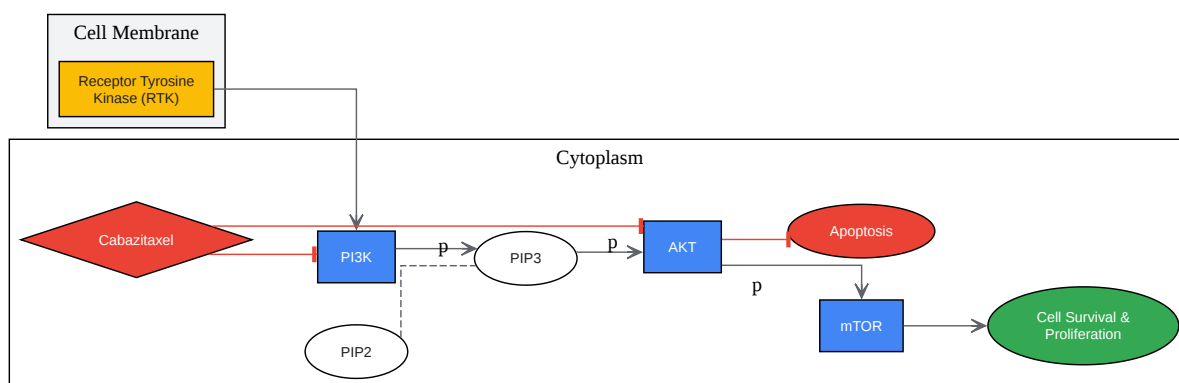 Cell Membrane
Receptor Tyrosine
Kinase (RTK)
Cytoplasm
Cabazitaxel
PI3K
p
PIP3
p
AKT
Apoptosis
p
PIP2
mTOR
Cell Survival &
Proliferation